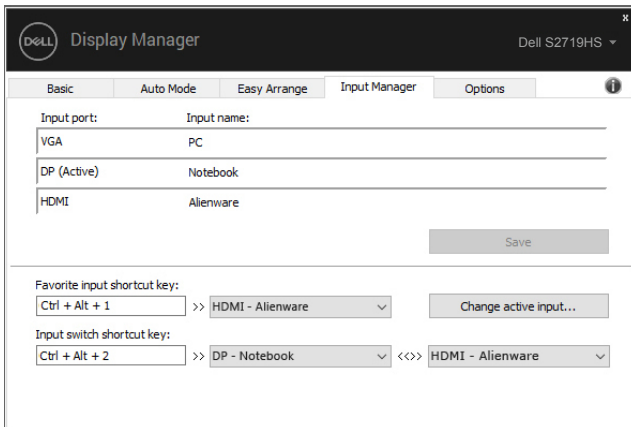 x
DELL Display Manager Dell S2719HS
Basic Auto Mode Easy Arrange Input Manager Options i
Input port: Input name:
VGA PC
DP (Active) Notebook
HDMI Alienware
Save
Favorite input shortcut key:
Ctrl + Alt + 1 >> HDMI - Alienware Change active input...
Input switch shortcut key:
Ctrl + Alt + 2 >> DP - Notebook <<>> HDMI - Alienware